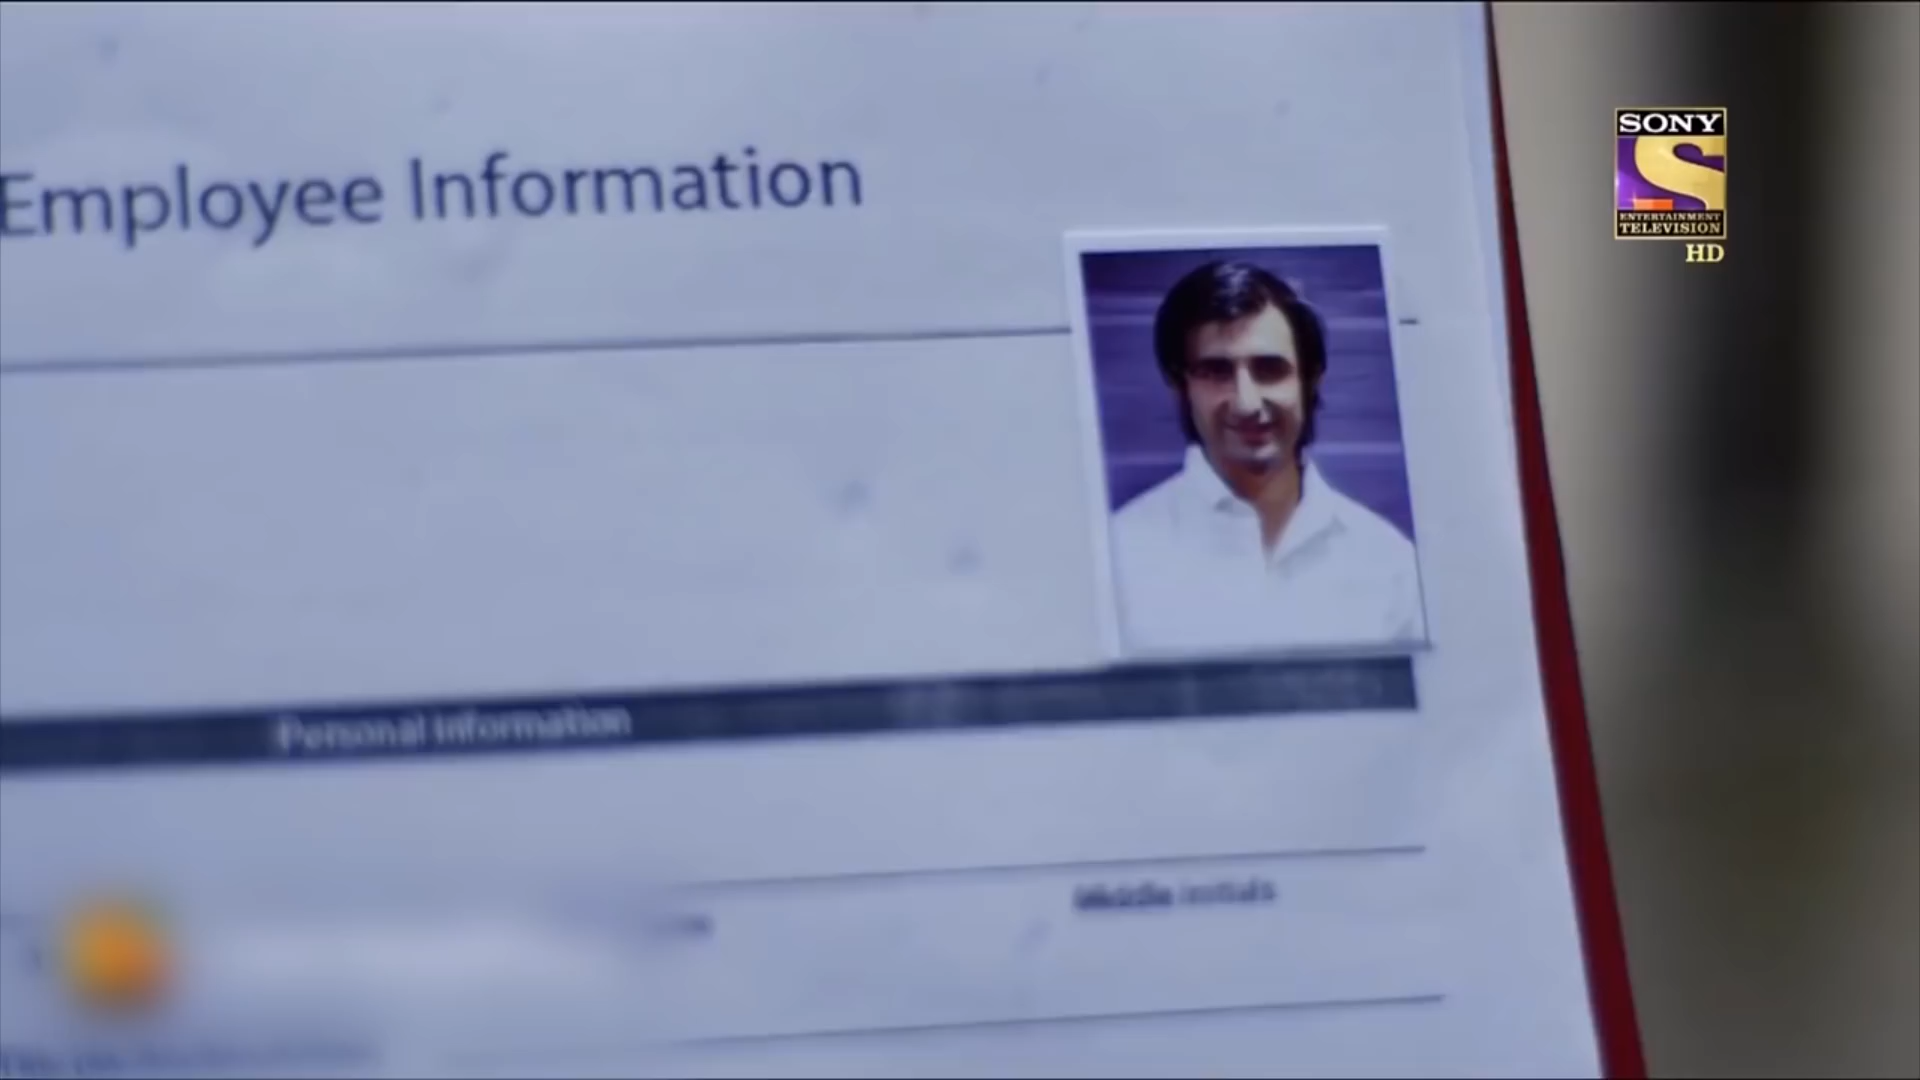 Employee Information
SONY
ENTERTAINMENT
TELEVISION
HD
Personal Information
Middle Initials